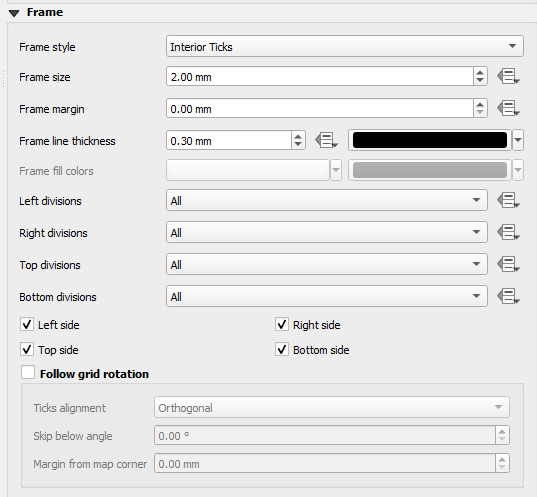 Frame
Frame style Interior Ticks
Frame size 2.00 mm
Frame margin 0.00 mm
Frame line thickness 0.30 mm
Frame fill colors
Left divisions All
Right divisions All
Top divisions All
Bottom divisions All
Left side Right side
Top side Bottom side
Follow grid rotation
Ticks alignment Orthogonal
Skip below angle 0.00 °
Margin from map corner 0.00 mm